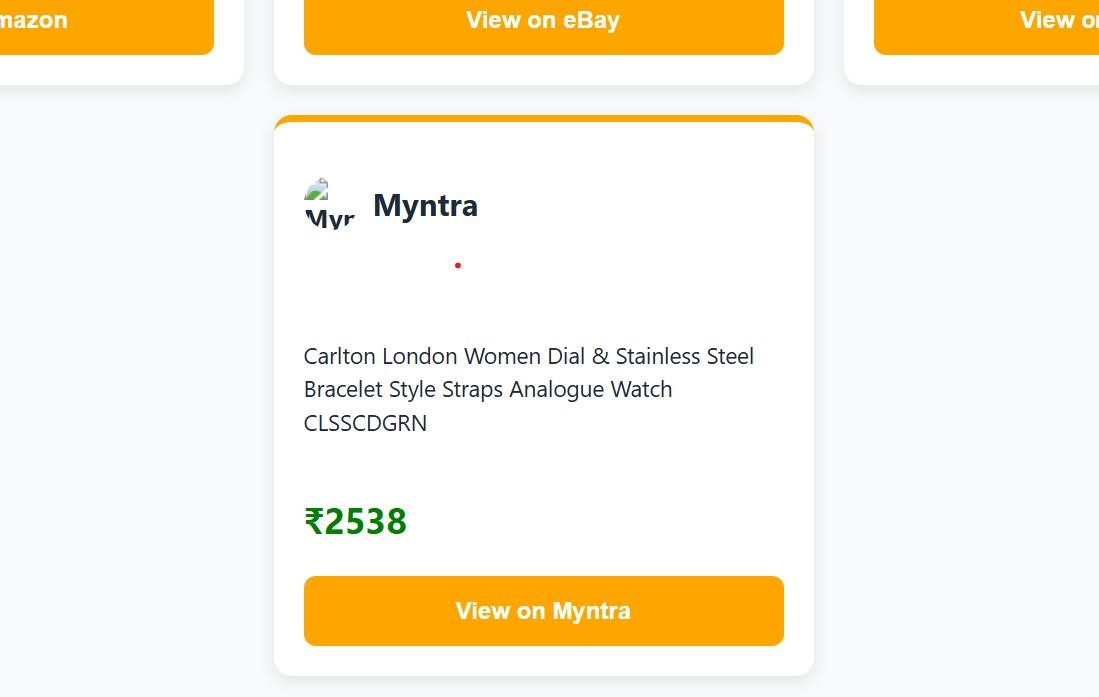 mazon
View on eBay
View o
Myr
Myntra
Carlton London Women Dial & Stainless Steel
Bracelet Style Straps Analogue Watch
CLSSCDGRN
₹2538
View on Myntra